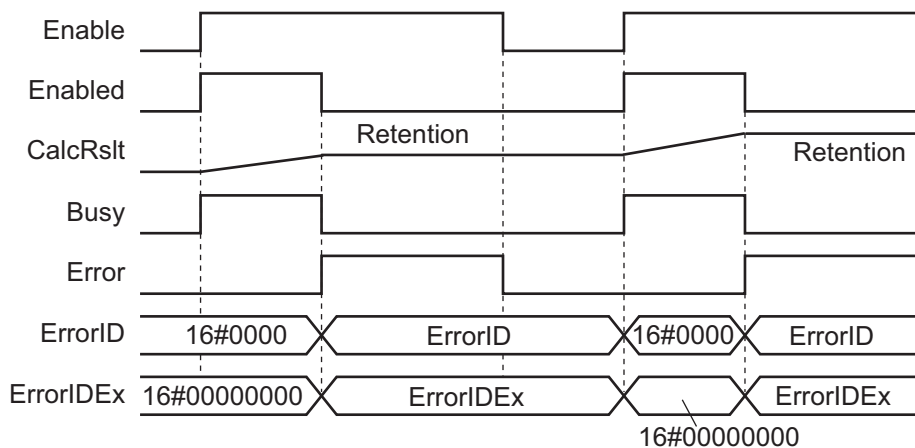 Enable
Enabled
CalcRslt Retention Retention
Busy
Error
ErrorID 16#0000 ErrorID 16#0000 ErrorID
ErrorIDEx 16#00000000 ErrorIDEx ErrorIDEx
16#00000000